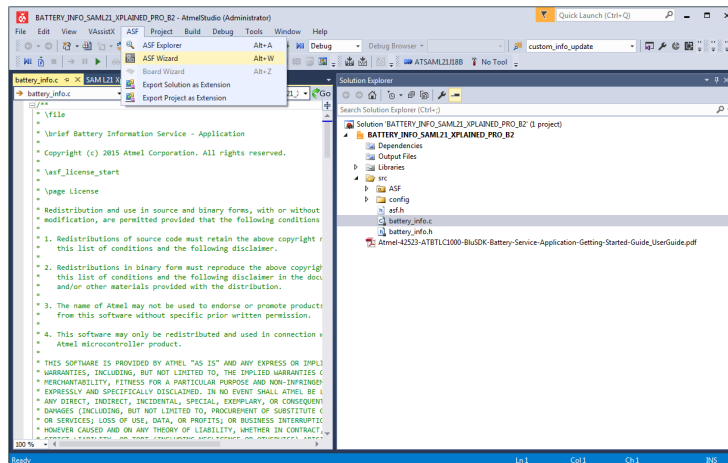 BATTERY_INFO_SAML21_XPLAINED_PRO_B2 - AtmelStudio (Administrator)
Quick Launch (Ctrl+Q)
File Edit View VAssistX ASF Project Build Debug Tools Window Help
Debug Debug Browser custom_info_update
ATSAML21J18B No Tool
ASF Explorer Alt+A
ASF Wizard Alt+W
Board Wizard Alt+Z
Export Solution as Extension
Export Project as Extension
battery_info.c SAM L21
battery_info.c Go
/**
* \file
*
* \brief Battery Information Service - Application
*
* Copyright (c) 2015 Atmel Corporation. All rights reserved.
*
* \asf_license_start
*
* \page License
*
* Redistribution and use in source and binary forms, with or without
* modification, are permitted provided that the following conditions
*
* 1. Redistributions of source code must retain the above copyright
* this list of conditions and the following disclaimer.
*
* 2. Redistributions in binary form must reproduce the above copyrigh
* this list of conditions and the following disclaimer in the docu
* and/or other materials provided with the distribution.
*
* 3. The name of Atmel may not be used to endorse or promote products
* from this software without specific prior written permission.
*
* 4. This software may only be redistributed and used in connection
* Atmel microcontroller product.
*
* THIS SOFTWARE IS PROVIDED BY ATMEL "AS IS" AND ANY EXPRESS OR IMPLI
* WARRANTIES, INCLUDING, BUT NOT LIMITED TO, THE IMPLIED WARRANTIES O
* MERCHANTABILITY, FITNESS FOR A PARTICULAR PURPOSE AND NON-INFRINGEM
* EXPRESSLY AND SPECIFICALLY DISCLAIMED. IN NO EVENT SHALL ATMEL BE L
* ANY DIRECT, INDIRECT, INCIDENTAL, SPECIAL, EXEMPLARY, OR CONSEQUENT
* DAMAGES (INCLUDING, BUT NOT LIMITED TO, PROCUREMENT OF SUBSTITUTE G
* OR SERVICES; LOSS OF USE, DATA, OR PROFITS; OR BUSINESS INTERRUPTIO
* HOWEVER CAUSED AND ON ANY THEORY OF LIABILITY, WHETHER IN CONTRACT,
100 %
Solution Explorer
Search Solution Explorer (Ctrl+;)
Solution 'BATTERY_INFO_SAML21_XPLAINED_PRO_B2' (1 project)
BATTERY_INFO_SAML21_XPLAINED_PRO_B2
Dependencies
Output Files
Libraries
src
ASF
config
asf.h
battery_info.c
battery_info.h
Atmel-42523-ATBTLC1000-BluSDK-Battery-Service-Application-Getting-Started-Guide_UserGuide.pdf
Ready Ln 1 Col 1 Ch 1 INS